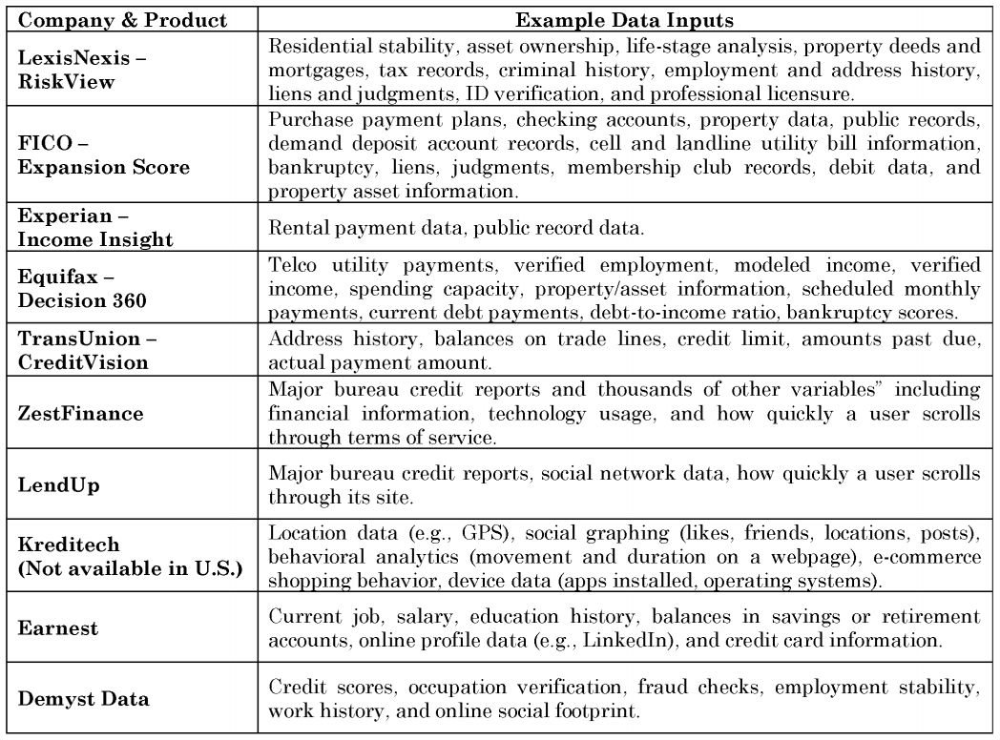 Company & Product
Example Data Inputs
LexisNexis –
RiskView
Residential stability, asset ownership, life-stage analysis, property deeds and
mortgages, tax records, criminal history, employment and address history,
liens and judgments, ID verification, and professional licensure.
FICO –
Expansion Score
Purchase payment plans, checking accounts, property data, public records,
demand deposit account records, cell and landline utility bill information,
bankruptcy, liens, judgments, membership club records, debit data, and
property asset information.
Experian –
Income Insight
Rental payment data, public record data.
Equifax –
Decision 360
Telco utility payments, verified employment, modeled income, verified
income, spending capacity, property/asset information, scheduled monthly
payments, current debt payments, debt-to-income ratio, bankruptcy scores.
TransUnion –
CreditVision
Address history, balances on trade lines, credit limit, amounts past due,
actual payment amount.
ZestFinance
Major bureau credit reports and thousands of other variables” including
financial information, technology usage, and how quickly a user scrolls
through terms of service.
LendUp
Major bureau credit reports, social network data, how quickly a user scrolls
through its site.
Kreditech
(Not available in U.S.)
Location data (e.g., GPS), social graphing (likes, friends, locations, posts),
behavioral analytics (movement and duration on a webpage), e-commerce
shopping behavior, device data (apps installed, operating systems).
Earnest
Current job, salary, education history, balances in savings or retirement
accounts, online profile data (e.g., LinkedIn), and credit card information.
Demyst Data
Credit scores, occupation verification, fraud checks, employment stability,
work history, and online social footprint.